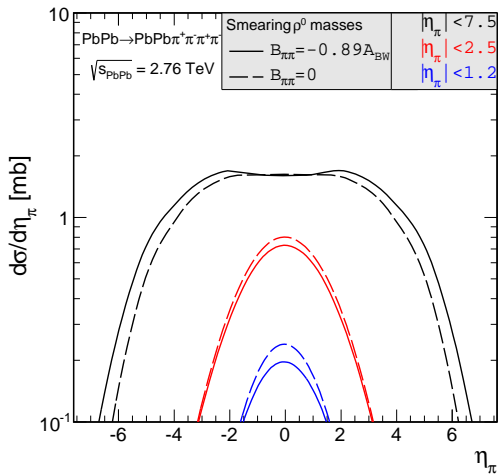 PbPb→PbPbπ⁺π⁻π⁺π⁻
√s_PbPb = 2.76 TeV
Smearing ρ⁰ masses
B_ππ=-0.89A_BW
B_ππ=0
|η_π|<7.5
|η_π|<2.5
|η_π|<1.2
dσ/dη_π [mb]
10
1
10⁻¹
-6 -4 -2 0 2 4 6
η_π